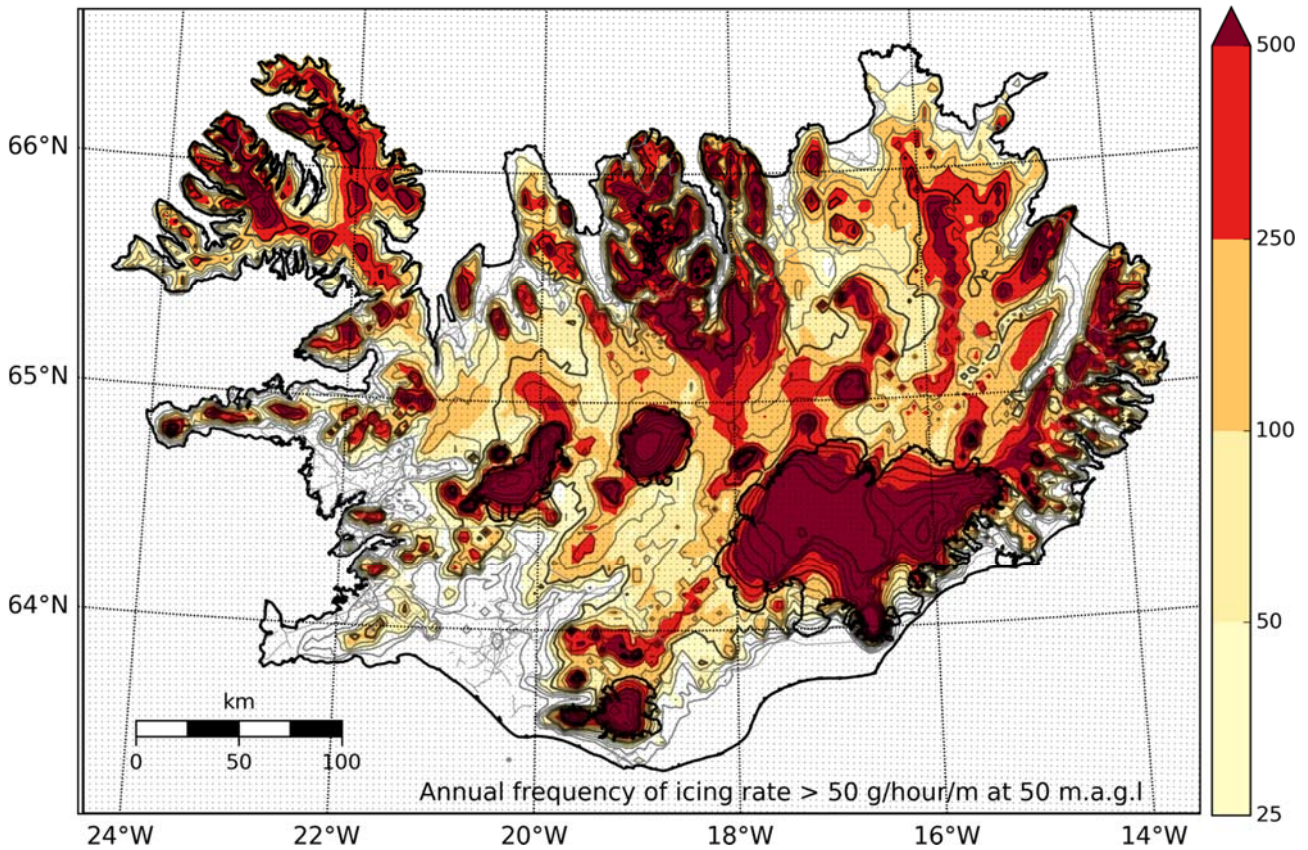 500
66°N
250
65°N
100
64°N
50
km
0 50 100
Annual frequency of icing rate > 50 g/hour/m at 50 m.a.g.l
25
24°W 22°W 20°W 18°W 16°W 14°W